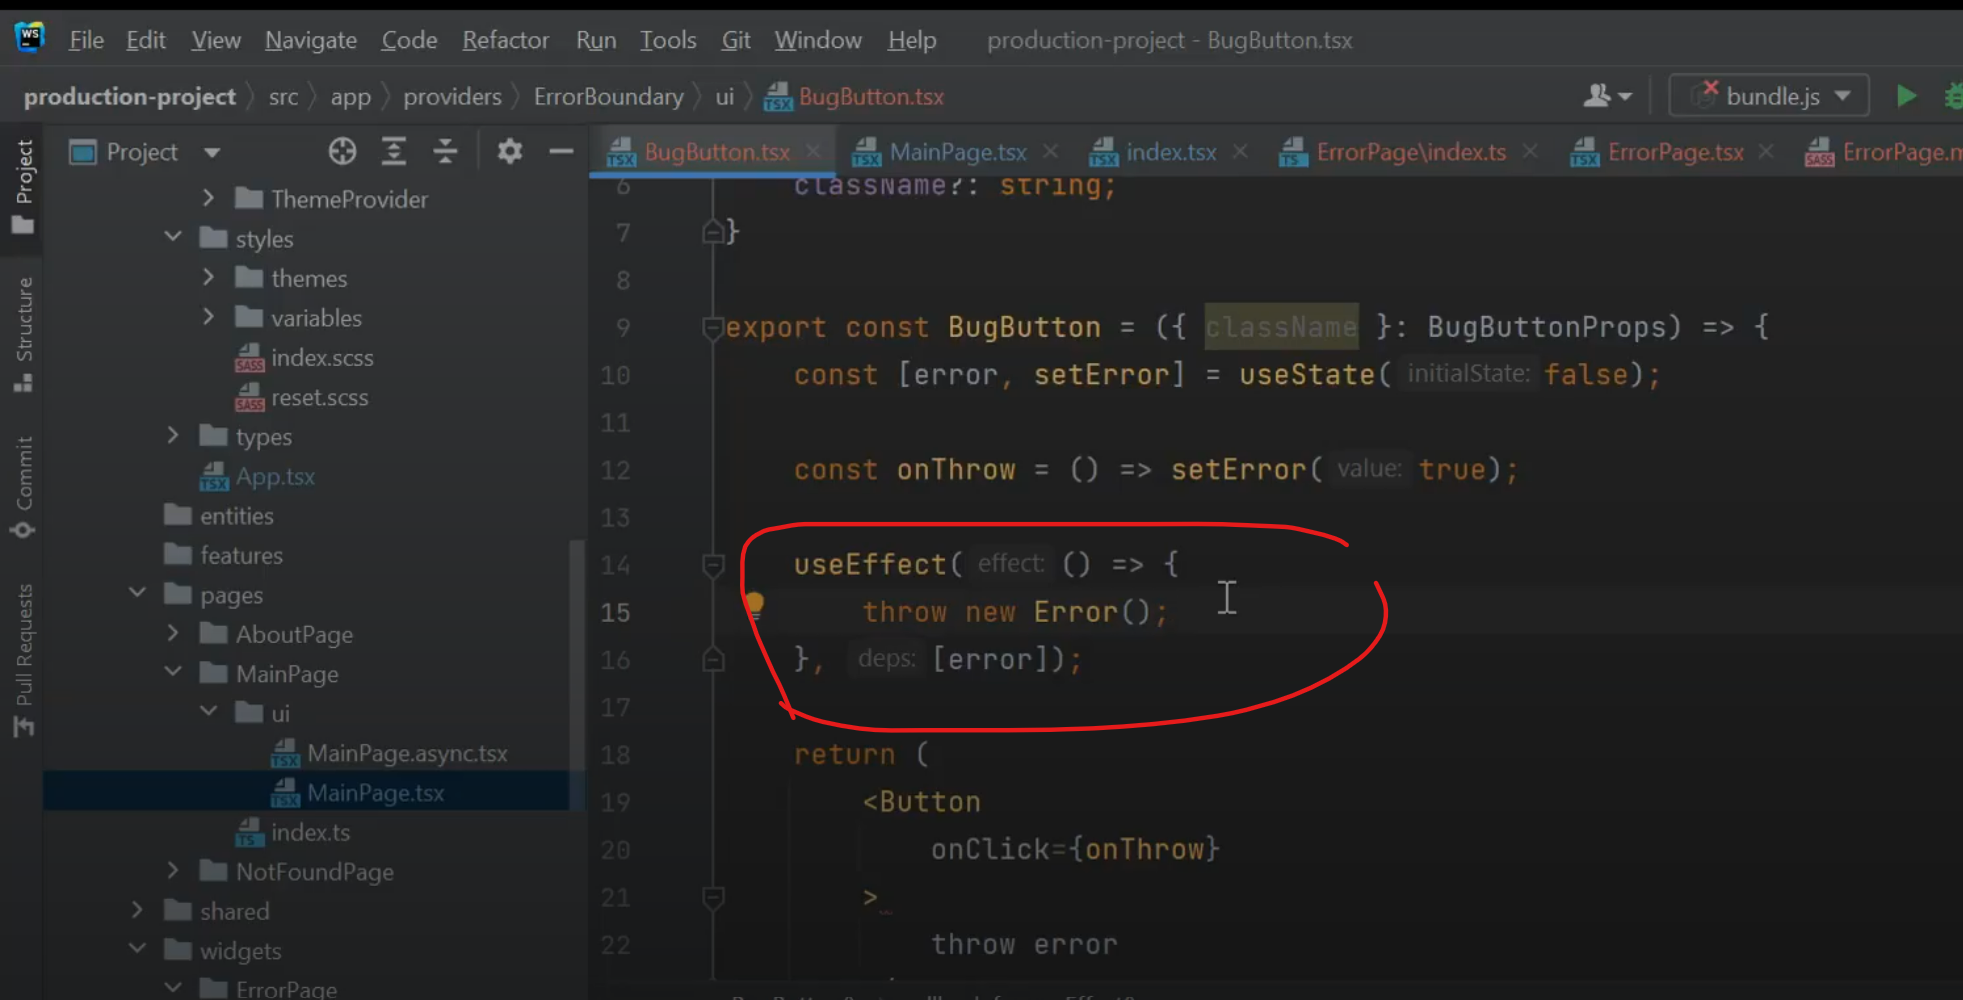 WS File Edit View Navigate Code Refactor Run Tools Git Window Help production-project - BugButton.tsx
production-project src app providers ErrorBoundary ui BugButton.tsx bundle.js
Project
BugButton.tsx MainPage.tsx index.tsx ErrorPage\index.ts ErrorPage.tsx ErrorPage.m
Project
Structure
Commit
Pull Requests
ThemeProvider
styles
themes
variables
index.scss
reset.scss
types
App.tsx
entities
features
pages
AboutPage
MainPage
ui
MainPage.async.tsx
MainPage.tsx
index.ts
NotFoundPage
shared
widgets
ErrorPage
6 className?: string;
7 }
8
9 export const BugButton = ({ className }: BugButtonProps) => {
10 const [error, setError] = useState( initialState: false);
11
12 const onThrow = () => setError( value: true);
13
14 useEffect( effect: () => {
15 throw new Error();
16 }, deps: [error]);
17
18 return (
19 <Button
20 onClick={onThrow}
21 >
22 throw error